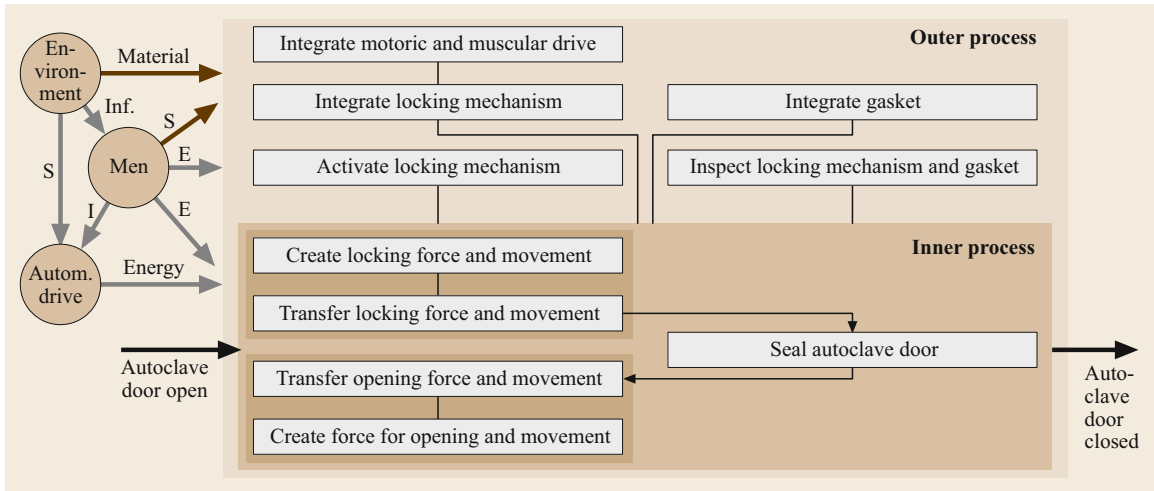 En-
viron-
ment
Material
Inf.
S
Men
E
S
I
E
Autom.
drive
Energy
Autoclave
door open
Outer process
Integrate motoric and muscular drive
Integrate locking mechanism
Integrate gasket
Activate locking mechanism
Inspect locking mechanism and gasket
Inner process
Create locking force and movement
Transfer locking force and movement
Seal autoclave door
Transfer opening force and movement
Create force for opening and movement
Auto-
clave
door
closed